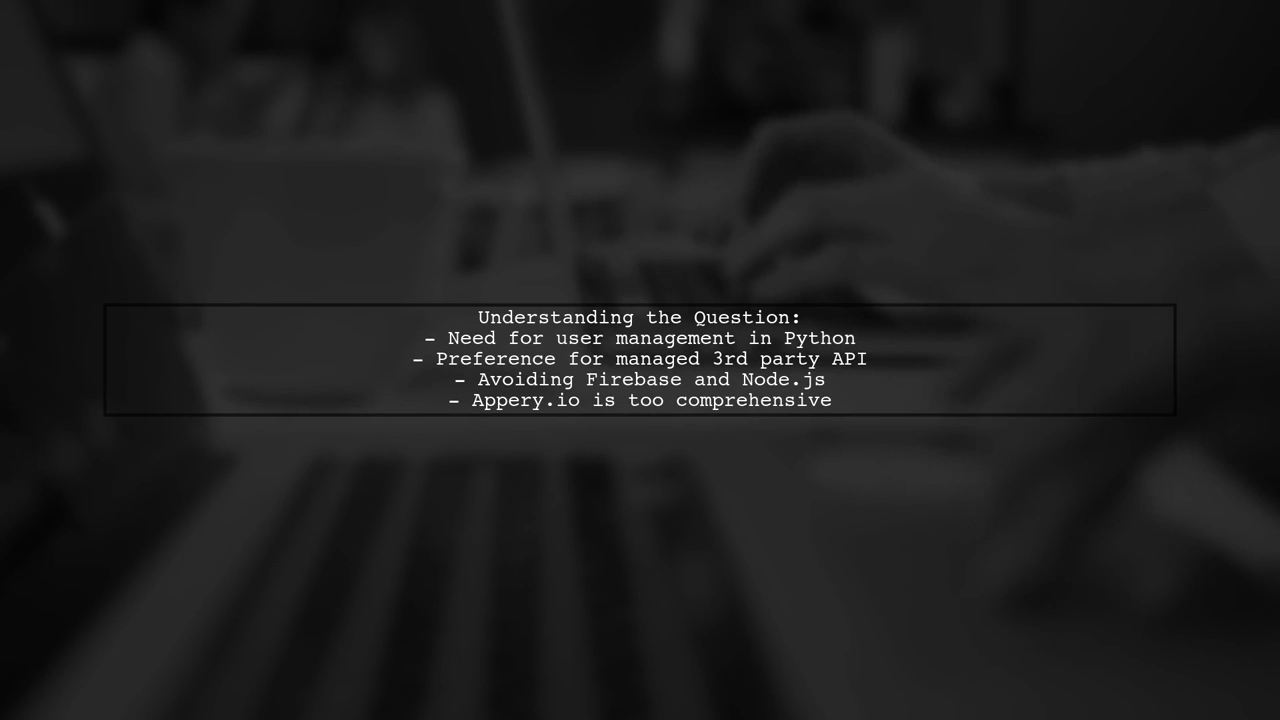 Understanding the Question:
- Need for user management in Python
- Preference for managed 3rd party API
- Avoiding Firebase and Node.js
- Appery.io is too comprehensive